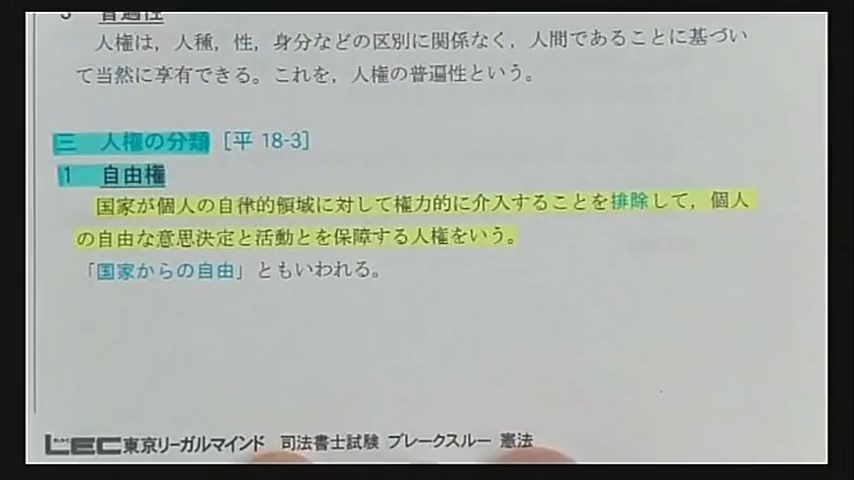 3 普遍性
人権は，人種，性，身分などの区別に関係なく，人間であることに基づい
て当然に享有できる。これを，人権の普遍性という。
三 人権の分類 [平 18-3]
1 自由権
国家が個人の自律的領域に対して権力的に介入することを排除して，個人
の自由な意思決定と活動とを保障する人権をいう。
「国家からの自由」ともいわれる。
LEC東京リーガルマインド 司法書士試験 ブレークスルー 憲法